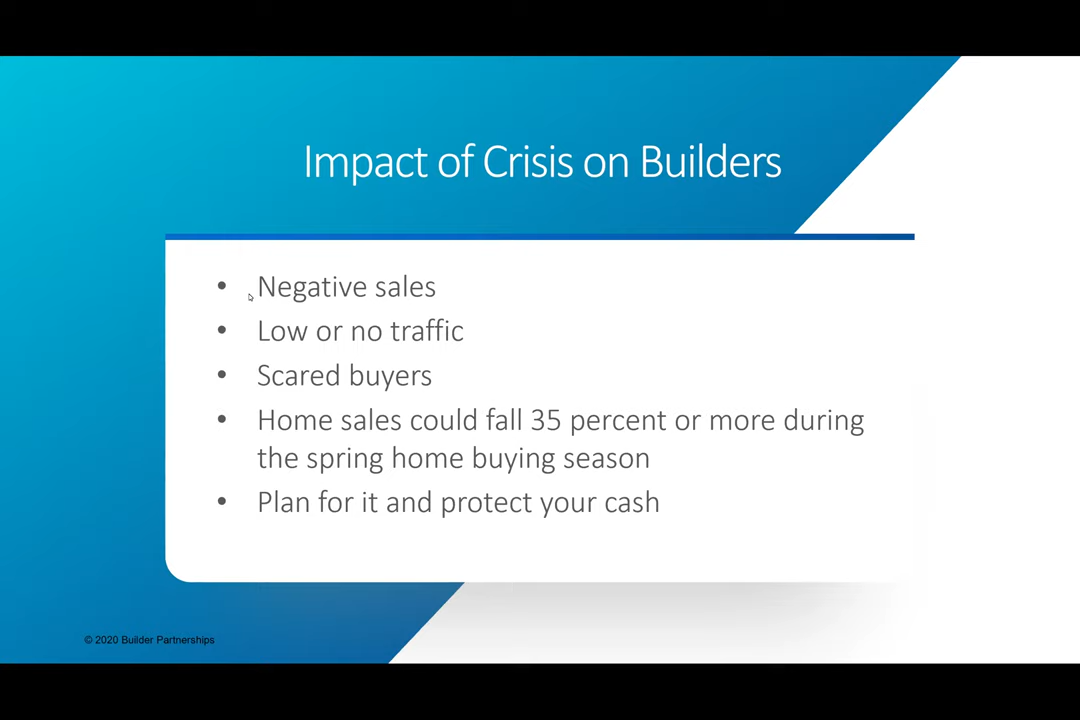 Impact of Crisis on Builders
• Negative sales
• Low or no traffic
• Scared buyers
• Home sales could fall 35 percent or more during
the spring home buying season
• Plan for it and protect your cash
© 2020 Builder Partnerships